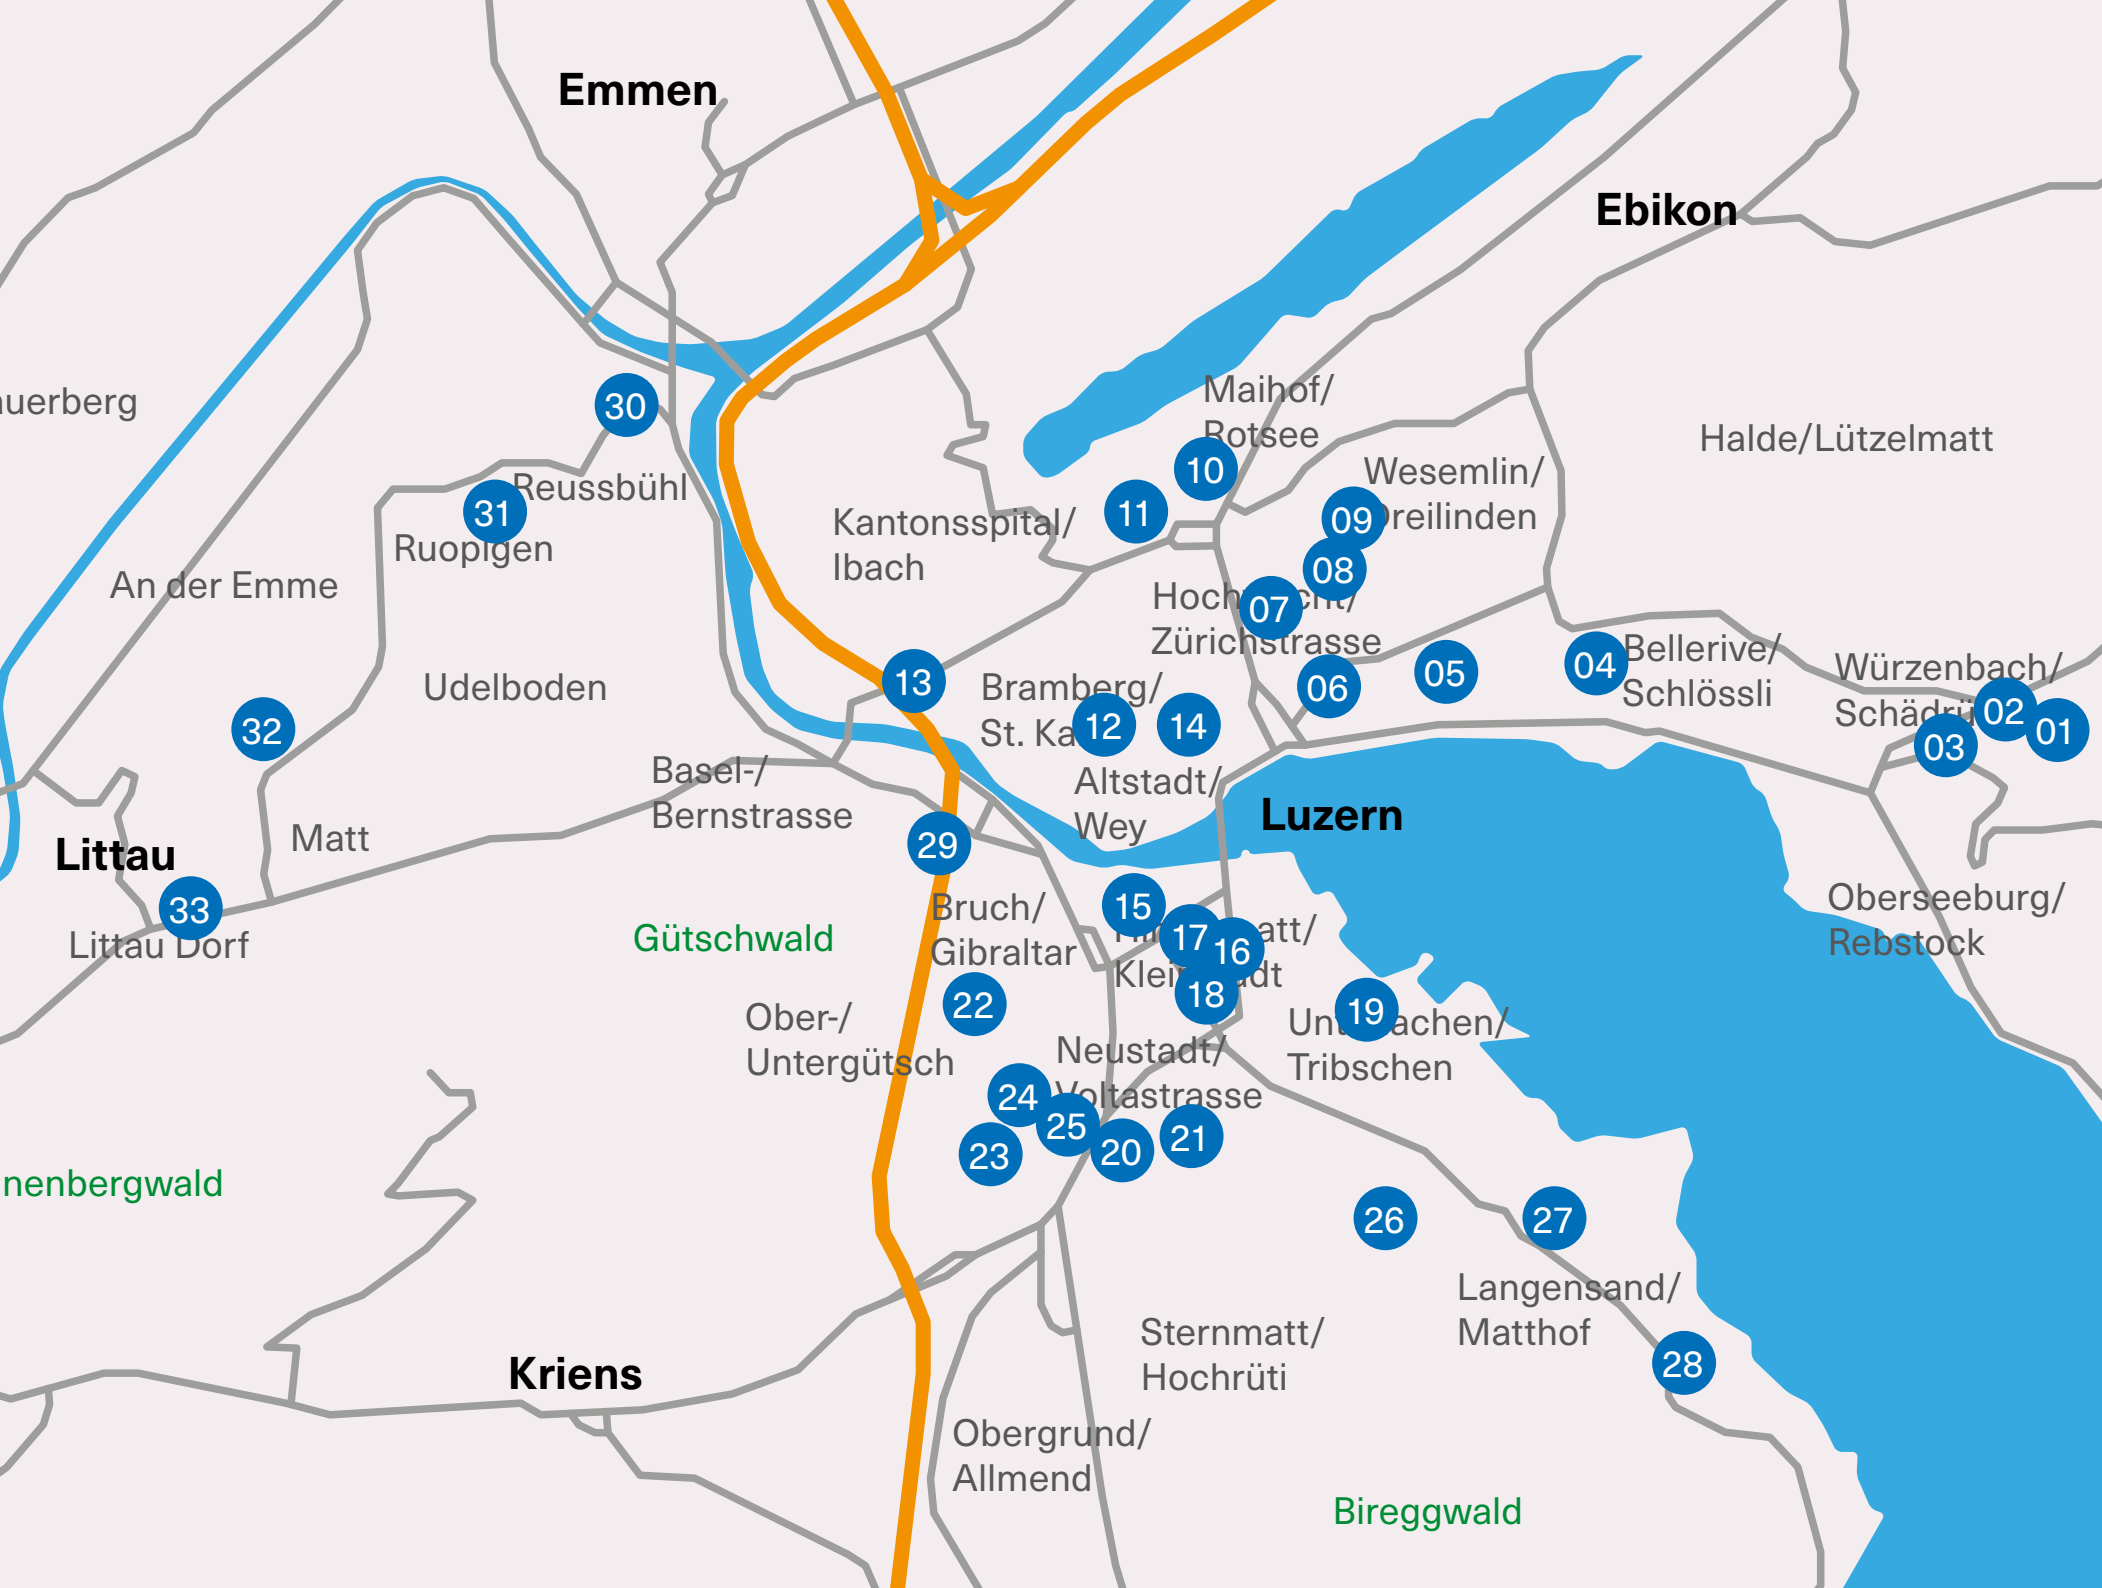 Emmen
Ebikon
Maihof/
Rotsee
10
30
Halde/Lützelmatt
Wesemlin/
Dreilinden
09
08
Reussbühl
31
Ruopigen
11
Kantonsspital/
Ibach
An der Emme
07
Zürichstrasse
06
05
04
Bellerive/
Schlössli
Würzenbach/
02
01
03
Udelboden
32
13
Bramberg/
St.
12
14
Altstadt/
Wey
Basel-/
Bernstrasse
Luzern
29
Matt
Littau
33
Littau Dorf
Gütschwald
Bruch/
Gibraltar
15
17
16
18
Oberseeburg/
Rebstock
22
Ober-/
Untergütsch
19
Tribschen
Neustadt/
Voltastrasse
24
25
23
20
21
26
27
Langensand/
Matthof
28
Sternmatt/
Hochrüti
Kriens
Obergrund/
Allmend
Bireggwald